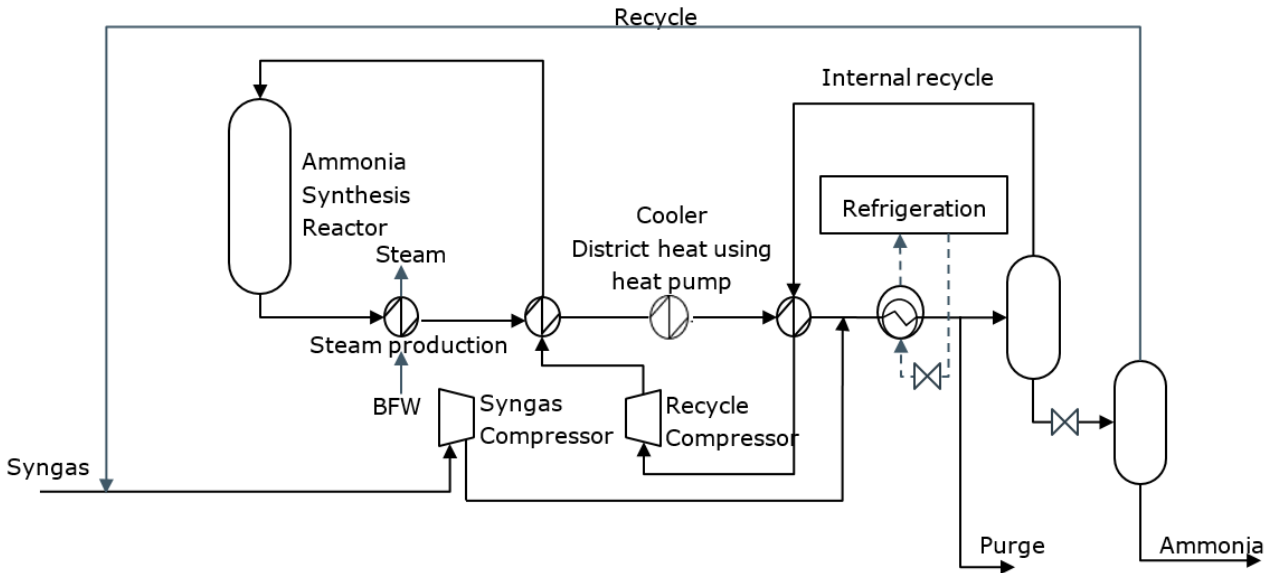 Recycle
Internal recycle
Ammonia
Synthesis
Reactor
Refrigeration
Cooler
District heat using
heat pump
Steam
Steam production
BFW
Syngas
Compressor
Recycle
Compressor
Syngas
Purge
Ammonia